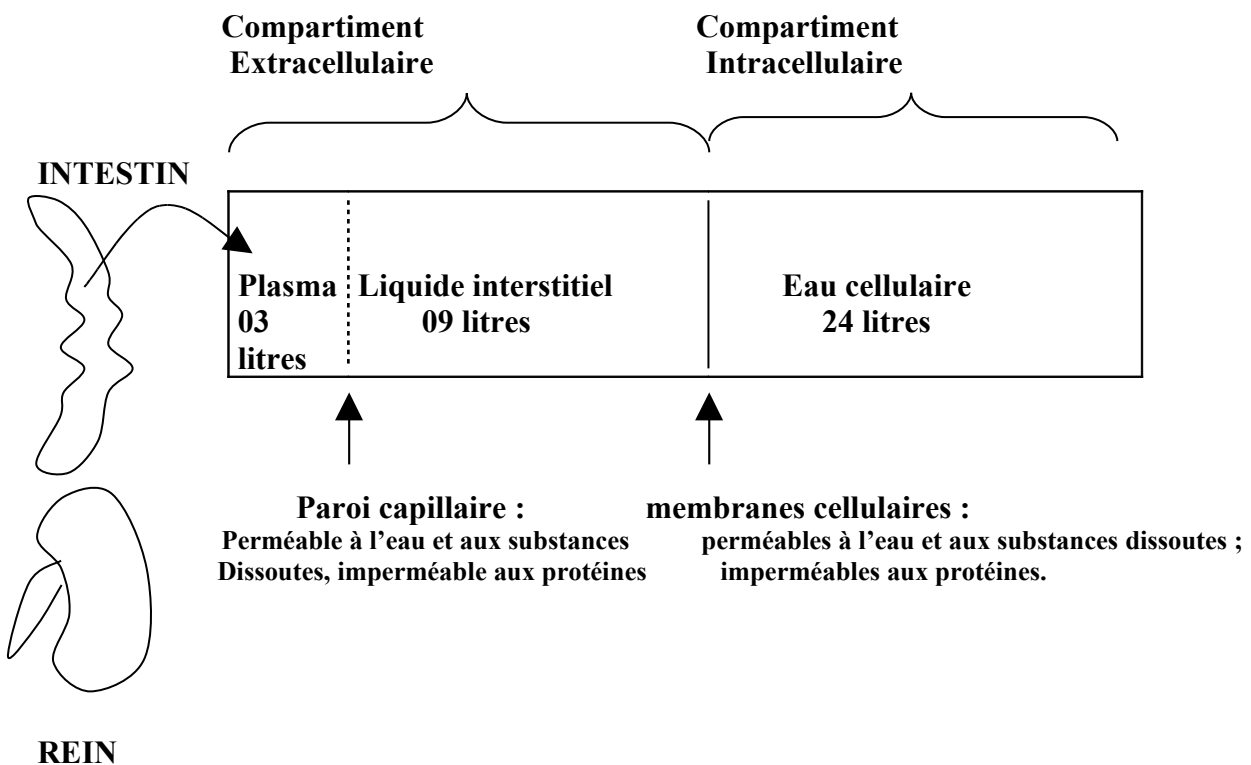 Compartiment
Extracellulaire
Compartiment
Intracellulaire
INTESTIN
Plasma
03
litres
Liquide interstitiel
09 litres
Eau cellulaire
24 litres
Paroi capillaire :
Perméable à l’eau et aux substances
Dissoutes, imperméable aux protéines
membranes cellulaires :
perméables à l’eau et aux substances dissoutes ;
imperméables aux protéines.
REIN